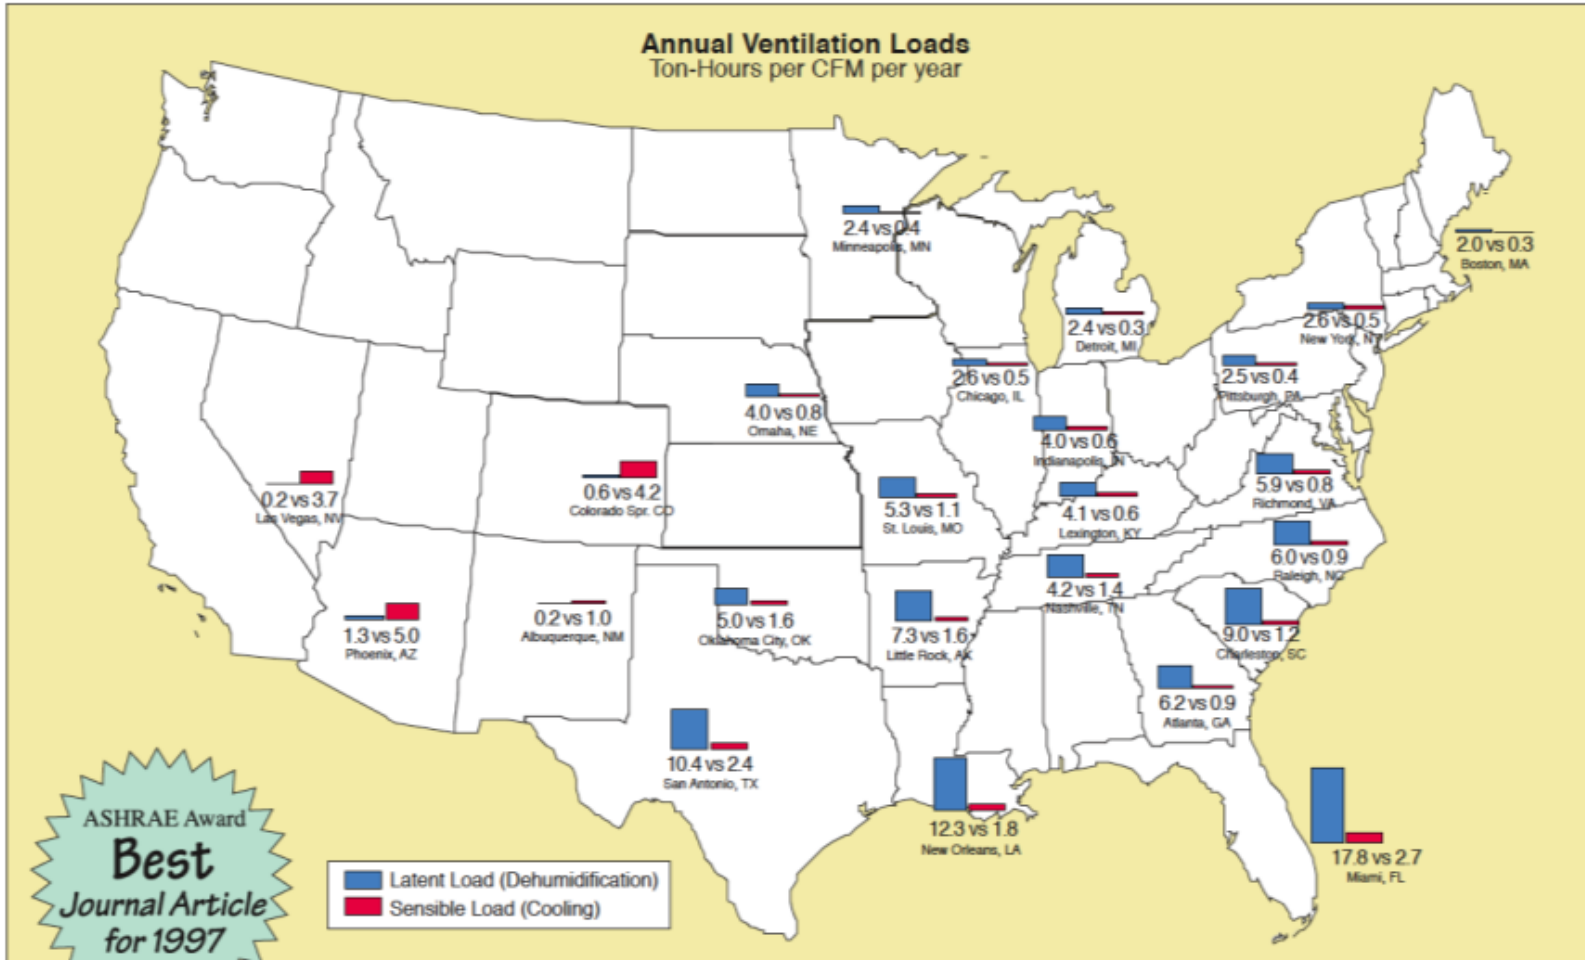 Annual Ventilation Loads
Ton-Hours per CFM per year
2.4 vs 0.4
Minneapolis, MN
2.0 vs 0.3
Boston, MA
2.4 vs 0.3
Detroit, MI
2.6 vs 0.5
New York, NY
2.6 vs 0.5
Chicago, IL
2.5 vs 0.4
Pittsburgh, PA
4.0 vs 0.8
Omaha, NE
4.0 vs 0.6
Indianapolis, IN
0.2 vs 3.7
Las Vegas, NV
0.6 vs 4.2
Colorado Spr. CO
5.3 vs 1.1
St. Louis, MO
4.1 vs 0.6
Lexington, KY
5.9 vs 0.8
Richmond, VA
6.0 vs 0.9
Raleigh, NC
1.3 vs 5.0
Phoenix, AZ
0.2 vs 1.0
Albuquerque, NM
5.0 vs 1.6
Oklahoma City, OK
7.3 vs 1.6
Little Rock, AK
4.2 vs 1.4
Nashville, TN
9.0 vs 1.2
Charleston, SC
6.2 vs 0.9
Atlanta, GA
10.4 vs 2.4
San Antonio, TX
12.3 vs 1.8
New Orleans, LA
17.8 vs 2.7
Miami, FL
ASHRAE Award
Best
Journal Article
for 1997
Latent Load (Dehumidification)
Sensible Load (Cooling)